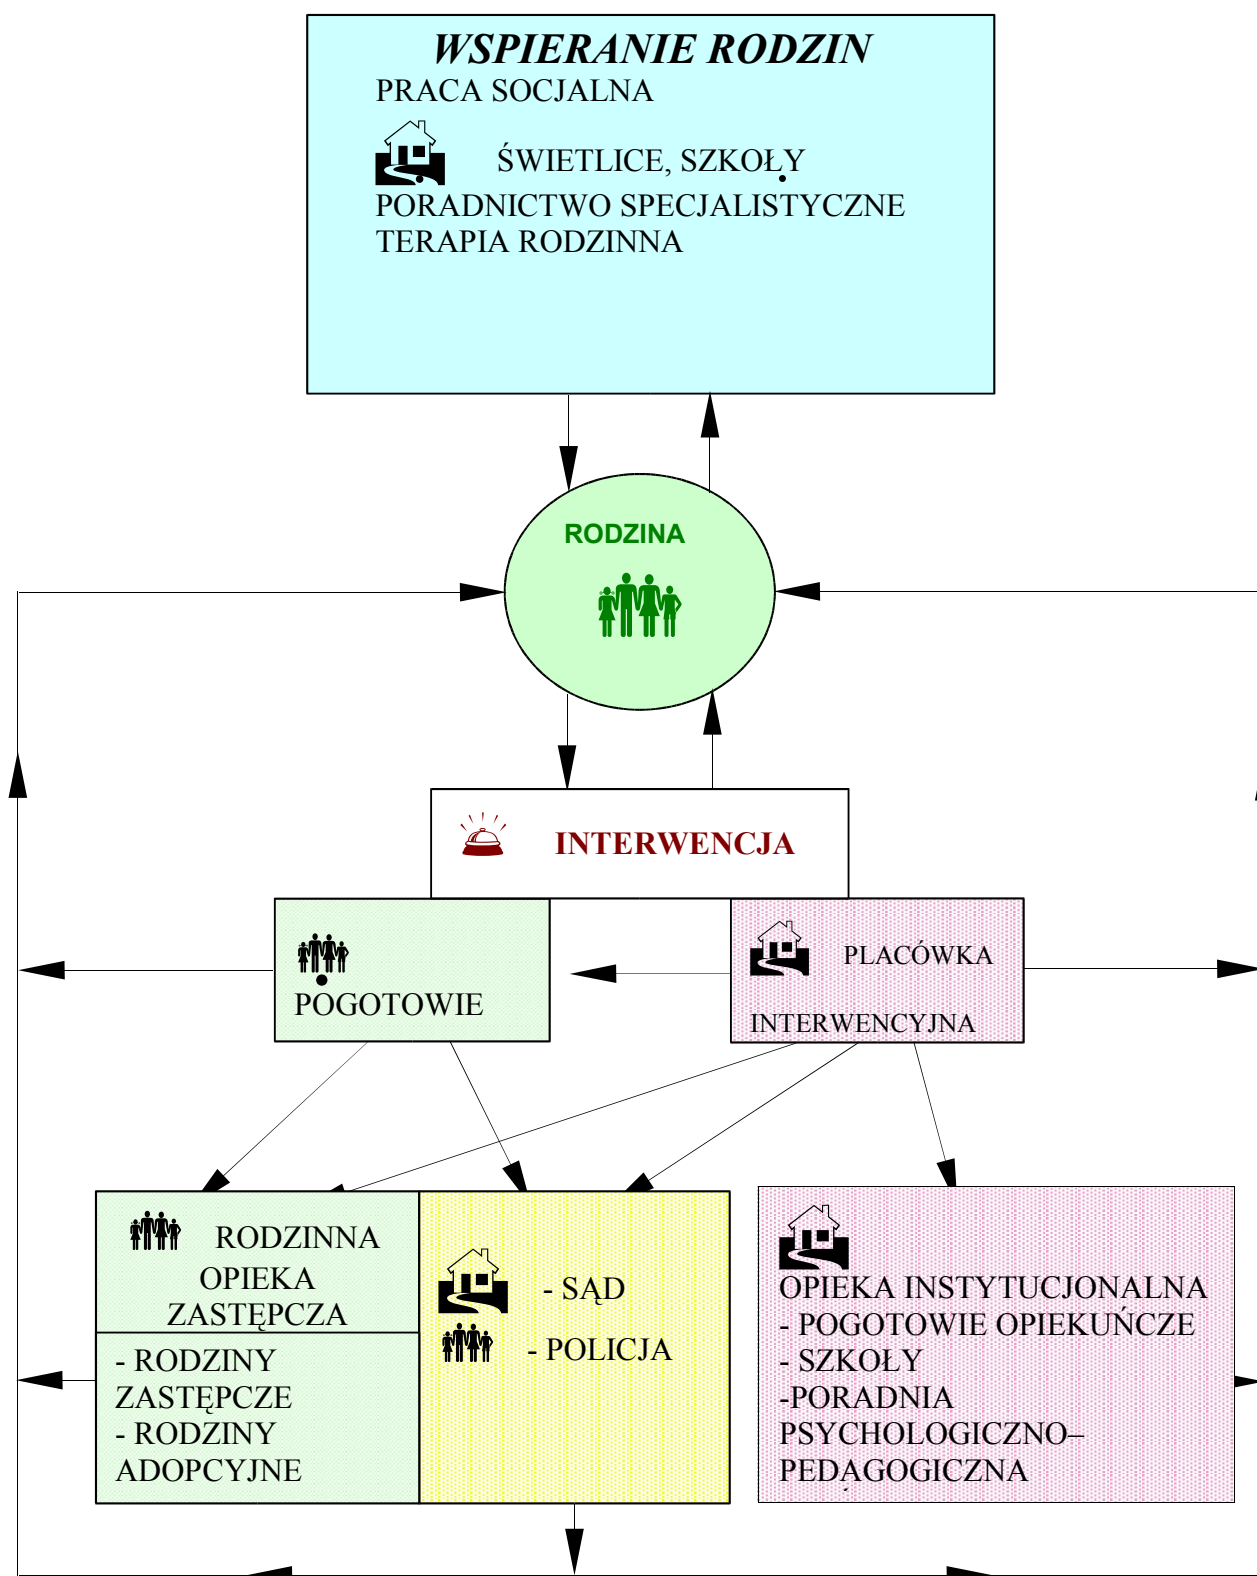 WSPIERANIE RODZIN
PRACA SOCJALNA
ŚWIETLICE, SZKOŁY
PORADNICTWO SPECJALISTYCZNE
TERAPIA RODZINNA
RODZINA
INTERWENCJA
POGOTOWIE
PLACÓWKA
INTERWENCYJNA
RODZINNA
OPIEKA
ZASTĘPCZA
- RODZINY
ZASTĘPCZE
- RODZINY
ADOPCYJNE
- SĄD
- POLICJA
OPIEKA INSTYTUCJONALNA
- POGOTOWIE OPIEKUŃCZE
- SZKOŁY
-PORADNIA
PSYCHOLOGICZNO–
PEDAGOGICZNA